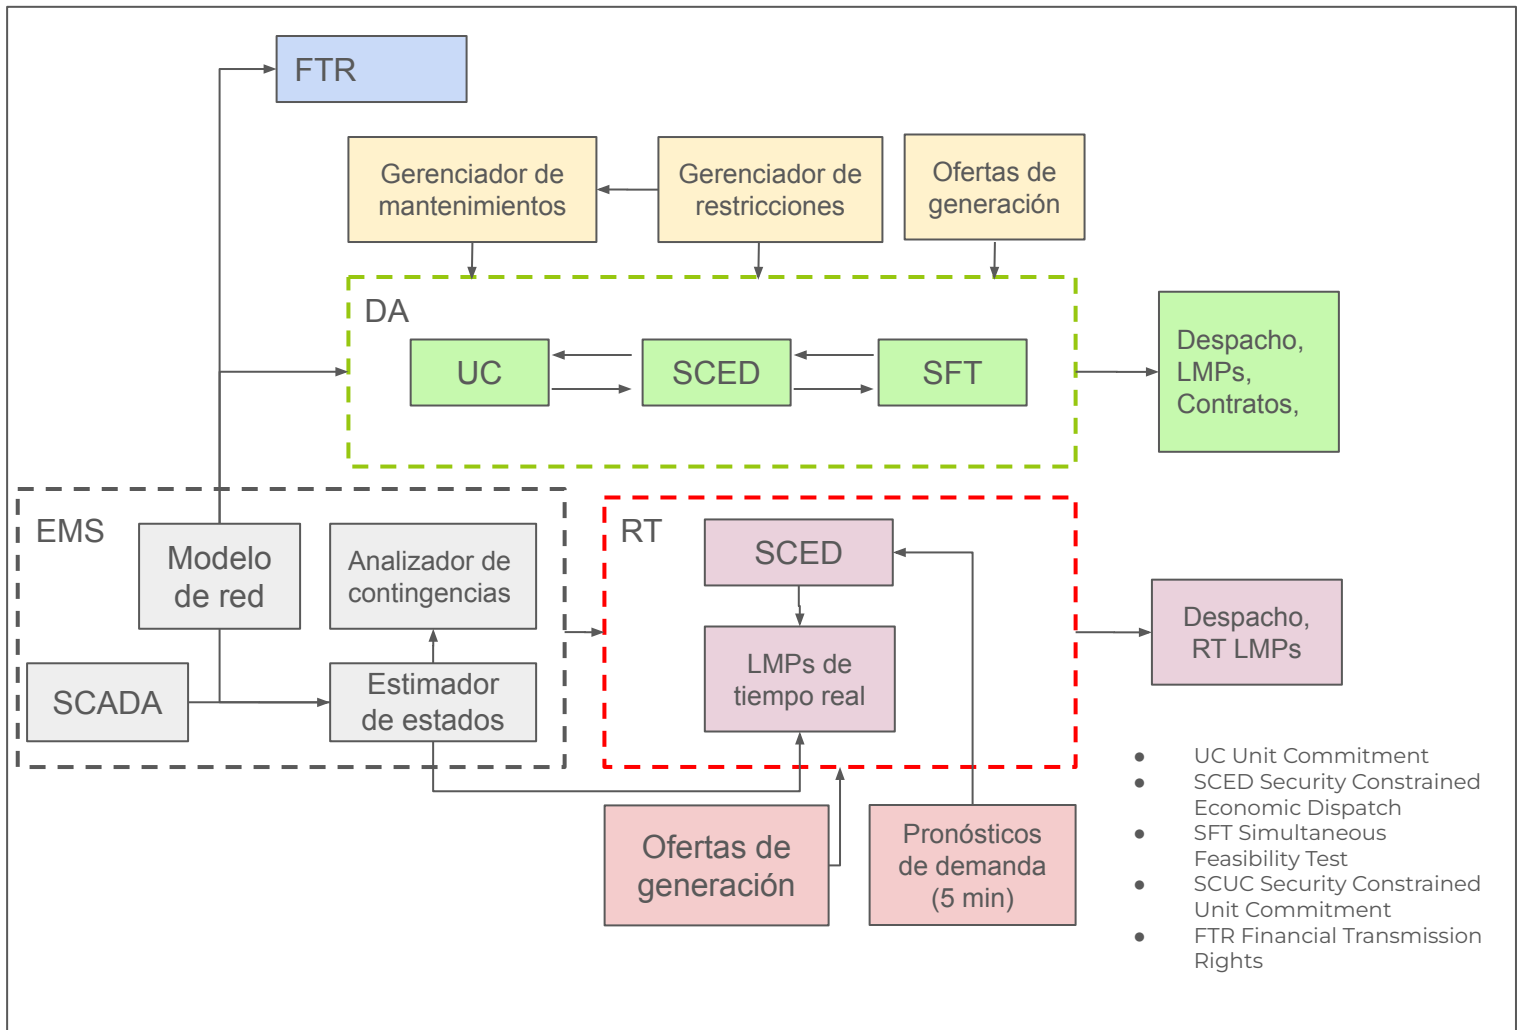 FTR
Gerenciador de
mantenimientos
Gerenciador de
restricciones
Ofertas de
generación
DA
UC
SCED
SFT
Despacho,
LMPs,
Contratos,
EMS
Modelo
de red
Analizador de
contingencias
SCADA
Estimador
de estados
RT
SCED
LMPs de
tiempo real
Despacho,
RT LMPs
Ofertas de
generación
Pronósticos
de demanda
(5 min)
● UC Unit Commitment
● SCED Security Constrained
Economic Dispatch
● SFT Simultaneous
Feasibility Test
● SCUC Security Constrained
Unit Commitment
● FTR Financial Transmission
Rights